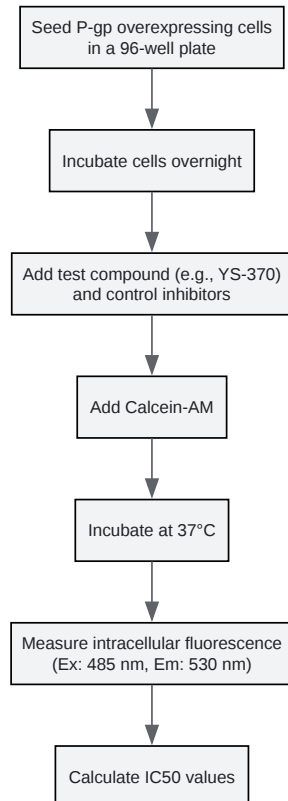 Seed P-gp overexpressing cells
in a 96-well plate
Incubate cells overnight
Add test compound (e.g., YS-370)
and control inhibitors
Add Calcein-AM
Incubate at 37°C
Measure intracellular fluorescence
(Ex: 485 nm, Em: 530 nm)
Calculate IC50 values